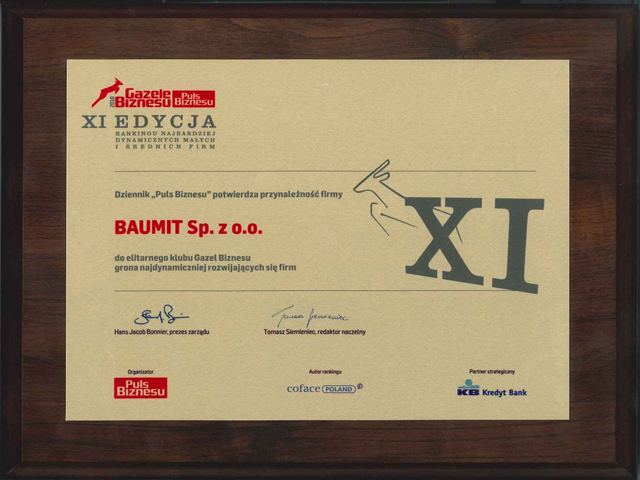 2010 Gazele
Biznesu Puls
Biznesu
XI EDYCJA
RANKINGU NAJBARDZIEJ
DYNAMICZNYCH MAŁYCH
I ŚREDNICH FIRM
Dziennik „Puls Biznesu” potwierdza przynależność firmy
BAUMIT Sp. z o.o.
do elitarnego klubu Gazel Biznesu
grona najdynamiczniej rozwijających się firm
XI
Hans Jacob Bonnier, prezes zarządu
Tomasz Siemieniec, redaktor naczelny
Organizator
Puls
Biznesu
Autor rankingu
coface POLAND
Partner strategiczny
KB Kredyt Bank